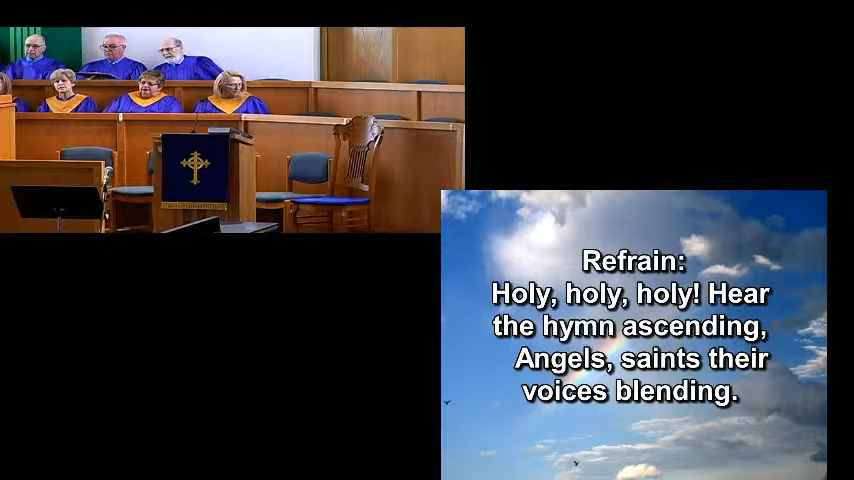 Refrain:
Holy, holy, holy! Hear
the hymn ascending,
Angels, saints their
voices blending.